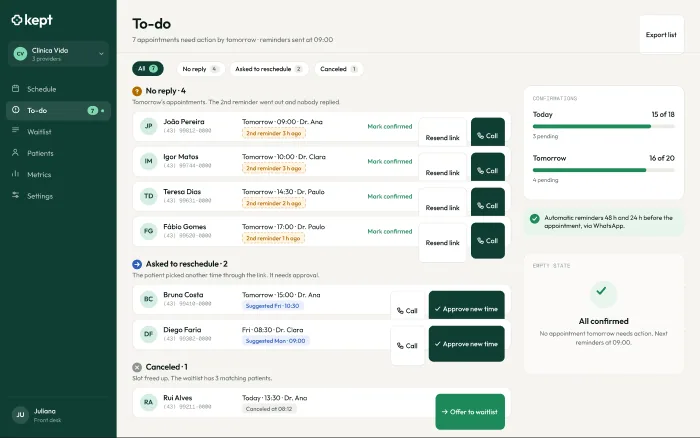 kept
CV
Clínica Vida
3 providers
Schedule
To-do
7
Waitlist
Patients
Metrics
Settings
JU
Juliana
Front desk
To-do
7 appointments need action by tomorrow · reminders sent at 09:00
Export list
All 7
No reply 4
Asked to reschedule 2
Canceled 1
No reply · 4
Tomorrow's appointments. The 2nd reminder went out and nobody replied.
JP
João Pereira
(43) 99812-0000
Tomorrow · 09:00 · Dr. Ana
2nd reminder 3 h ago
Mark confirmed
Resend link
Call
IM
Igor Matos
(43) 99744-0000
Tomorrow · 10:00 · Dr. Clara
2nd reminder 3 h ago
Mark confirmed
Resend link
Call
TD
Teresa Dias
(43) 99631-0000
Tomorrow · 14:30 · Dr. Paulo
2nd reminder 2 h ago
Mark confirmed
Resend link
Call
FG
Fábio Gomes
(43) 99620-0000
Tomorrow · 17:00 · Dr. Paulo
2nd reminder 1 h ago
Mark confirmed
Resend link
Call
Asked to reschedule · 2
The patient picked another time through the link. It needs approval.
BC
Bruna Costa
(43) 99410-0000
Tomorrow · 15:00 · Dr. Ana
Suggested Fri · 10:30
Call
Approve new time
DF
Diego Faria
(43) 99302-0000
Fri · 08:30 · Dr. Clara
Suggested Mon · 09:00
Call
Approve new time
Canceled · 1
Slot freed up. The waitlist has 3 matching patients.
RA
Rui Alves
(43) 99211-0000
Today · 13:30 · Dr. Ana
Canceled at 08:12
Offer to waitlist
CONFIRMATIONS
Today
15 of 18
3 pending
Tomorrow
16 of 20
4 pending
Automatic reminders 48 h and 24 h before the
appointment, via WhatsApp.
EMPTY STATE
All confirmed
No appointment tomorrow needs action. Next
reminders at 09:00.